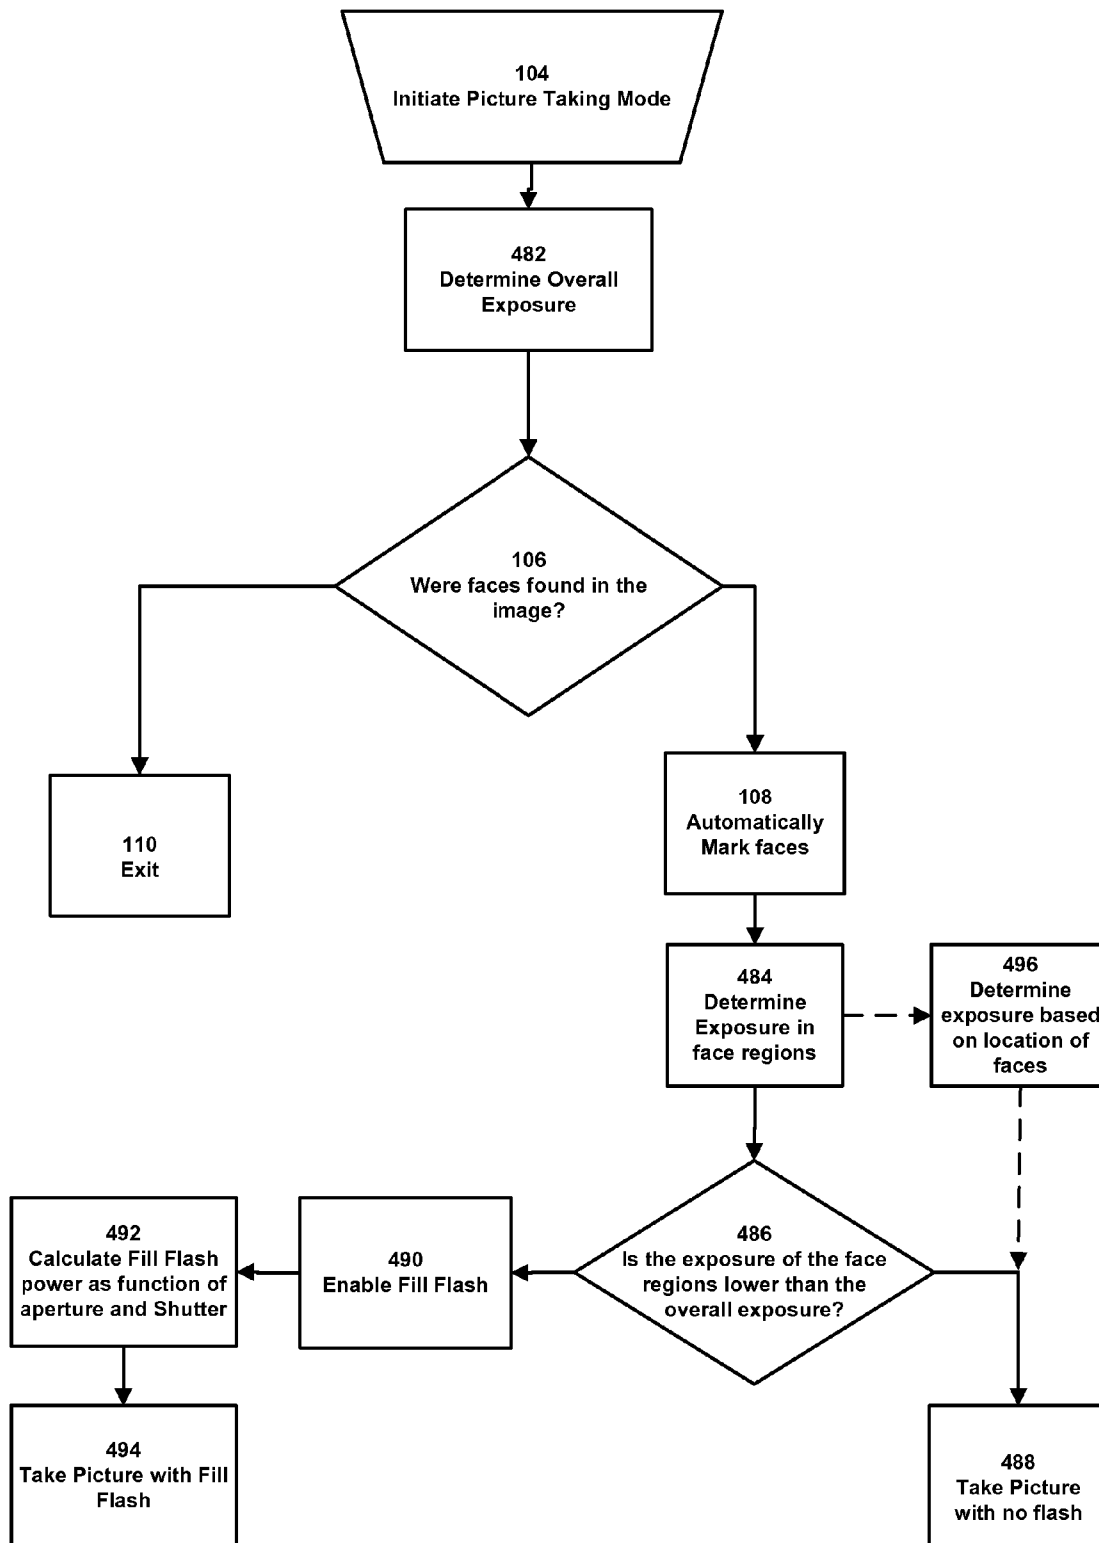 104
Initiate Picture Taking Mode
482
Determine Overall
Exposure
106
Were faces found in the
image?
110
Exit
108
Automatically
Mark faces
484
Determine
Exposure in
face regions
496
Determine
exposure based
on location of
faces
486
Is the exposure of the face
regions lower than the
overall exposure?
490
Enable Fill Flash
492
Calculate Fill Flash
power as function of
aperture and Shutter
494
Take Picture with Fill
Flash
488
Take Picture
with no flash